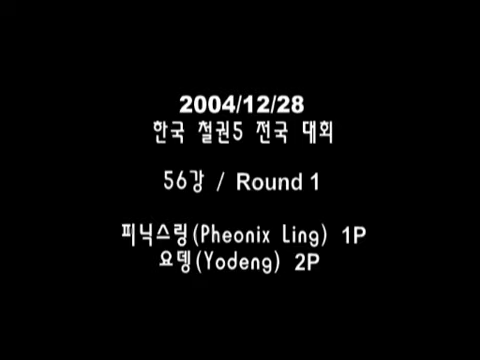 2004/12/28
한국 철권5 전국 대회
56강 / Round 1
피닉스링(Pheonix Ling) 1P
요뎅(Yodeng) 2P